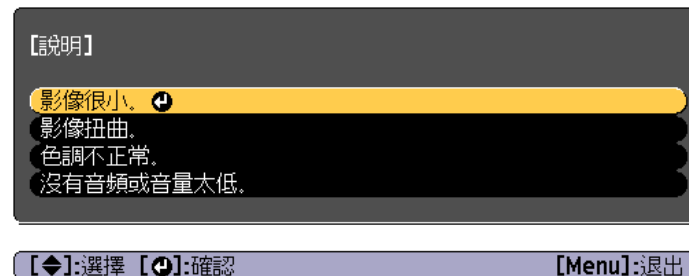 【說明】
影像很小。
影像扭曲。
色調不正常。
沒有音頻或音量太低。
【◆】:選擇 【⏎】:確認 [Menu]:退出